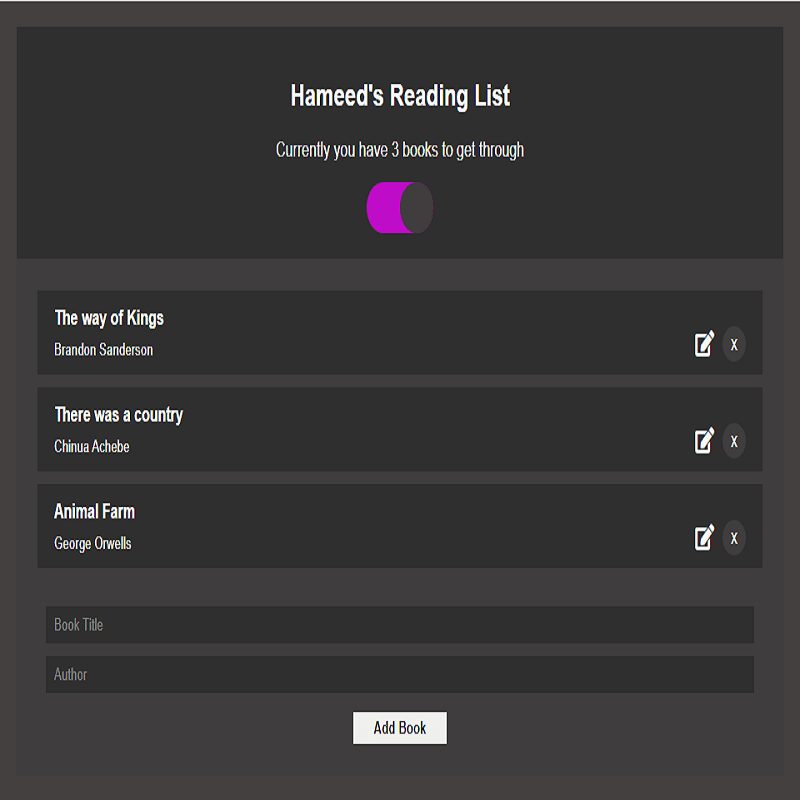 Hameed's Reading List
Currently you have 3 books to get through
The way of Kings
Brandon Sanderson
x
There was a country
Chinua Achebe
x
Animal Farm
George Orwells
x
Book Title
Author
Add Book